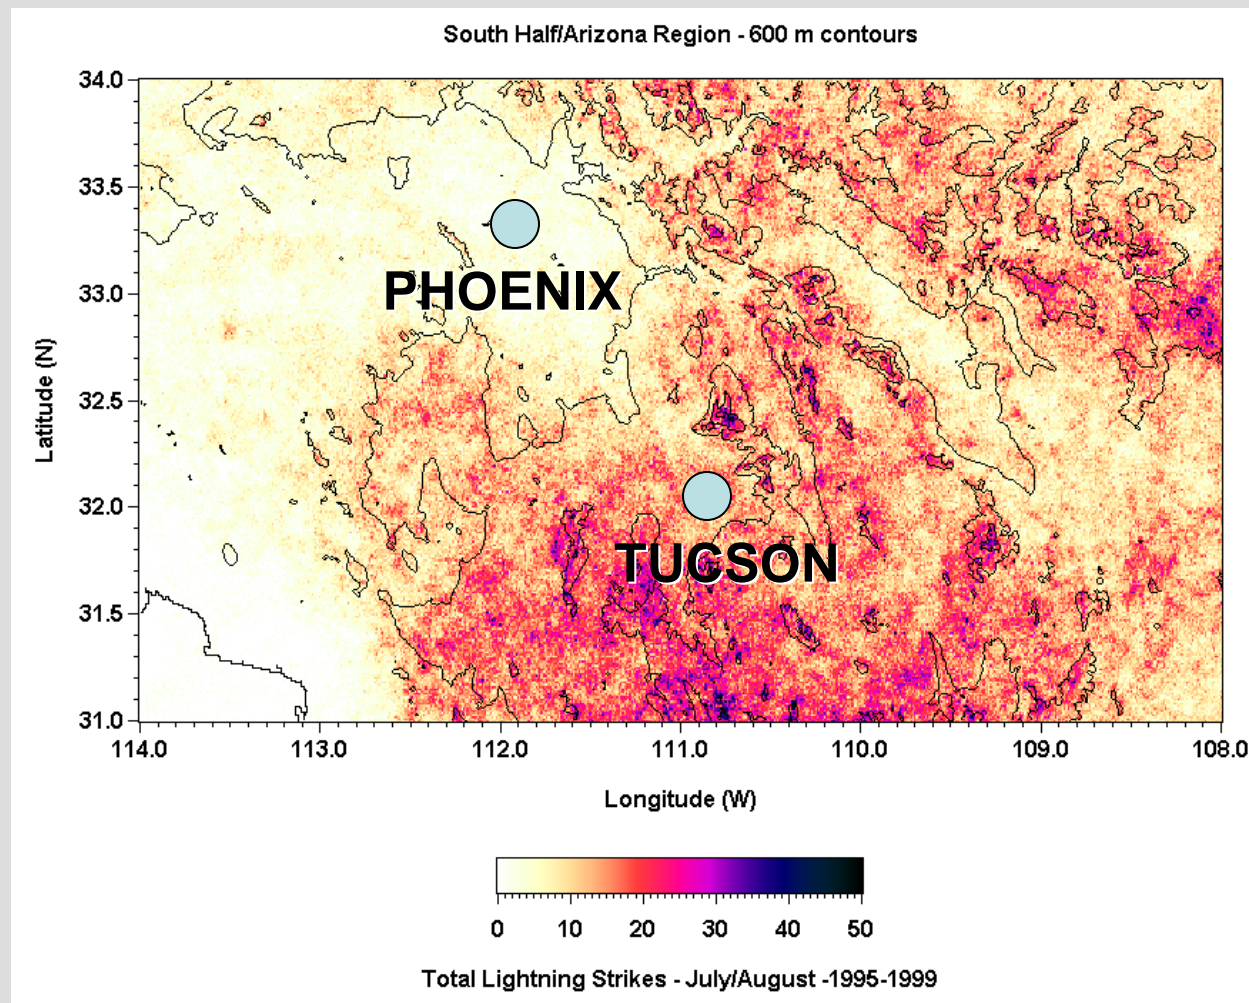 South Half/Arizona Region - 600 m contours
34.0
33.5
33.0
32.5
32.0
31.5
31.0
Latitude (N)
PHOENIX
TUCSON
114.0 113.0 112.0 111.0 110.0 109.0 108.0
Longitude (W)
0 10 20 30 40 50
Total Lightning Strikes - July/August -1995-1999